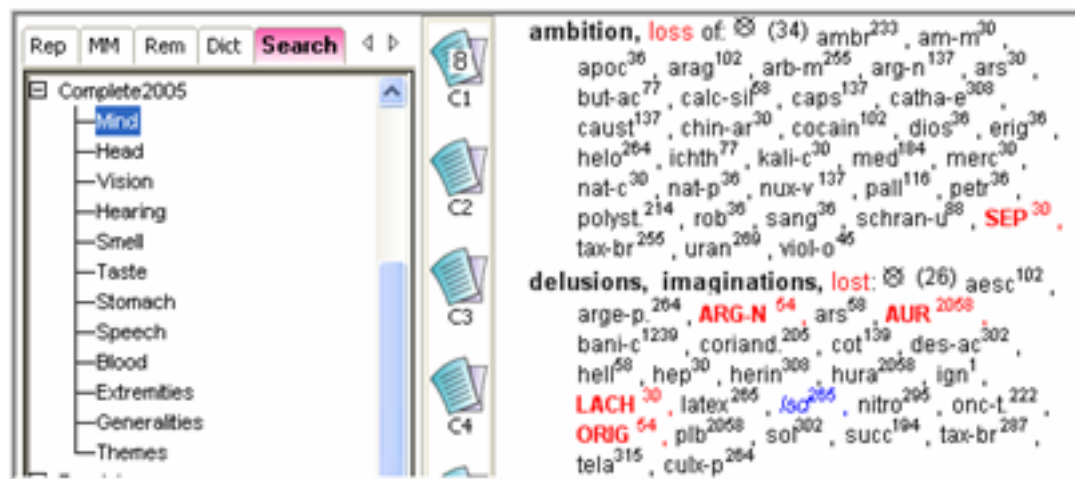 Rep MM Rem Dict Search
Complete2005
Mind
Head
Vision
Hearing
Smell
Taste
Stomach
Speech
Blood
Extremities
Generalities
Themes
8
C1
C2
C3
C4
ambition, loss of: (34) ambr233 , am-m30 ,
apoc36 , arag102 , arb-m255 , arg-n137 , ars30 ,
but-ac77 , calc-sil58 , caps137 , catha-e308 ,
caust137 , chin-ar30 , cocain102 , dios36 , erig36 ,
helo264 , ichth77 , kali-c30 , med184 , merc30 ,
nat-c30 , nat-p36 , nux-v137 , pall116 , petr36 ,
polyst.214 , rob36 , sang36 , schran-u88 , SEP 30 ,
tax-br255 , uran269 , viol-o45
delusions, imaginations, lost: (26) aesc102 ,
arge-p.264 , ARG-N 54 , ars58 , AUR 2058 ,
bani-c1239 , coriand.205 , cot139 , des-ac302 ,
hell58 , hep30 , herin308 , hura2058 , ign1 ,
LACH 30 , latex265 , lsd265 , nitro295 , onc-t.222 ,
ORIG 54 , plb2058 , sol302 , succ194 , tax-br287 ,
tela315 , culx-p264